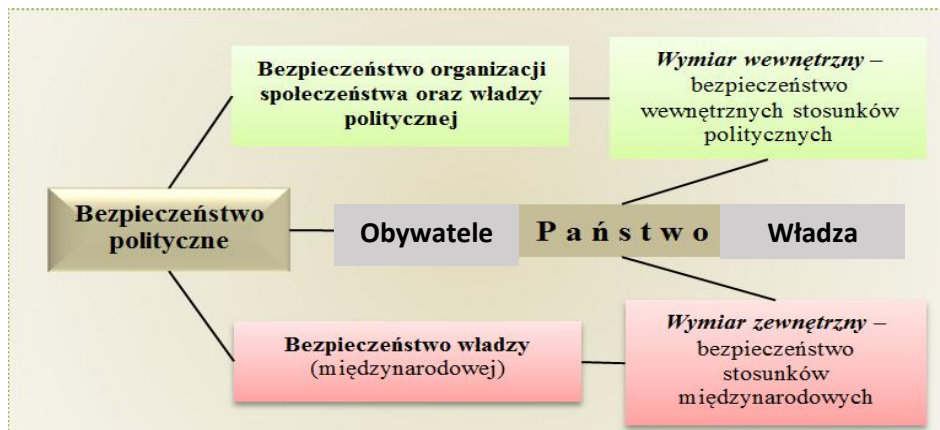 Bezpieczeństwo organizacji
społeczeństwa oraz władzy
politycznej
Wymiar wewnętrzny –
bezpieczeństwo
wewnętrznych stosunków
politycznych
Bezpieczeństwo
polityczne
Obywatele
Państwo
Władza
Bezpieczeństwo władzy
(międzynarodowej)
Wymiar zewnętrzny –
bezpieczeństwo
stosunków
międzynarodowych